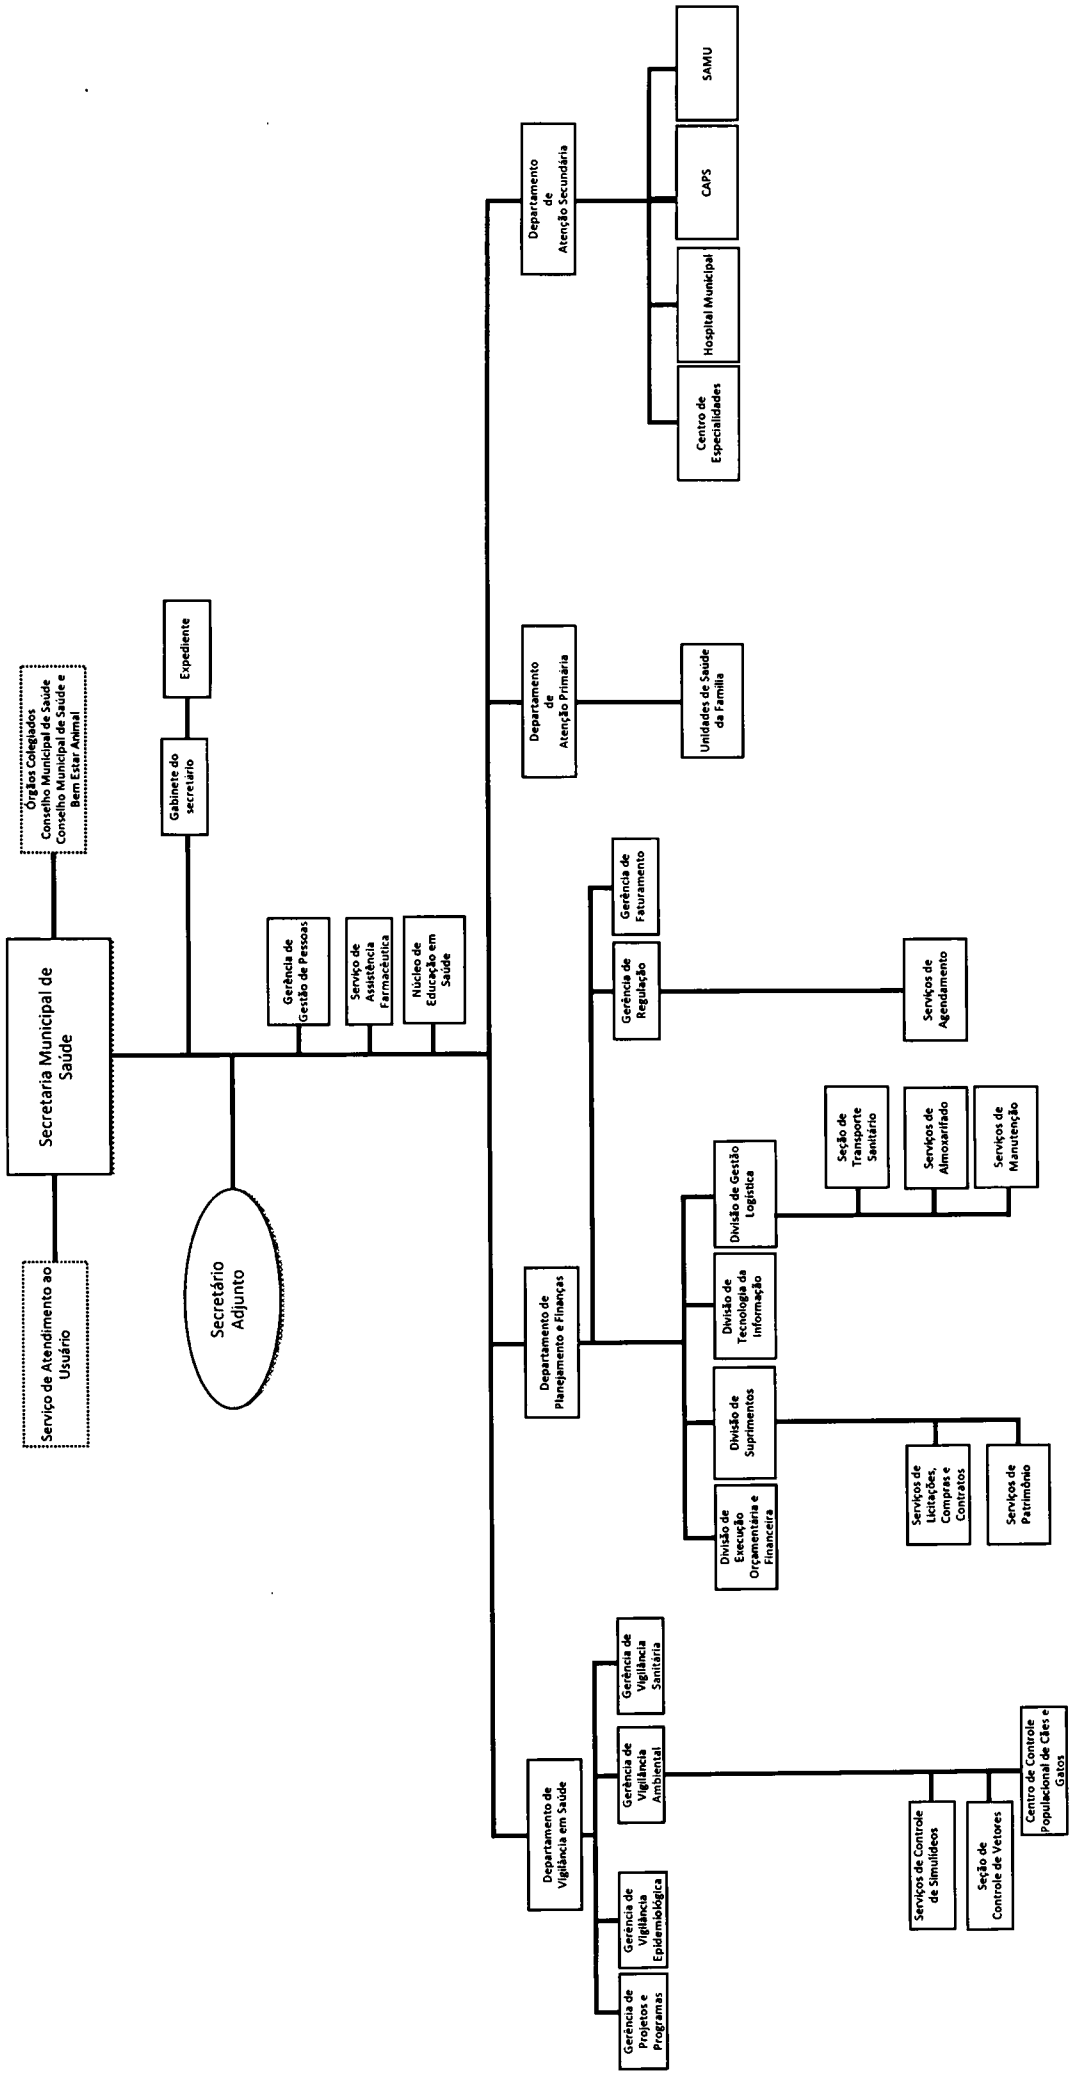 Serviço de Atendimento ao
Usuário
Secretaria Municipal de
Saúde
Órgãos Colegiados
Conselho Municipal de Saúde
Conselho Municipal de Saúde e
Bem Estar Animal
Gabinete do
secretário
Expediente
Secretário
Adjunto
Gerência de
Gestão de Pessoas
Serviço de
Assistência
Farmacêutica
Núcleo de
Educação em
Saúde
Departamento de
Vigilância em Saúde
Departamento de
Planejamento e Finanças
Departamento
de
Atenção Primária
Departamento
de
Atenção Secundária
Gerência de
Projetos e
Programas
Gerência de
Vigilância
Epidemiológica
Gerência de
Vigilância
Ambiental
Gerência de
Vigilância
Sanitária
Gerência de
Regulação
Gerência de
Faturamento
Unidades de Saúde
da Família
Centro de
Especialidades
Hospital Municipal
CAPS
SAMU
Divisão de
Execução
Orçamentária e
Financeira
Divisão de
Suprimentos
Divisão de
Tecnologia da
Informação
Divisão de Gestão
Logística
Seção de
Transporte
Sanitário
Serviços de Controle
de Simulídeos
Serviços de
Licitações,
Compras e
Contratos
Serviços de
Almoxarifado
Serviços de
Agendamento
Seção de
Controle de Vetores
Serviços de
Patrimônio
Serviços de
Manutenção
Centro de Controle
Populacional de Cães e
Gatos